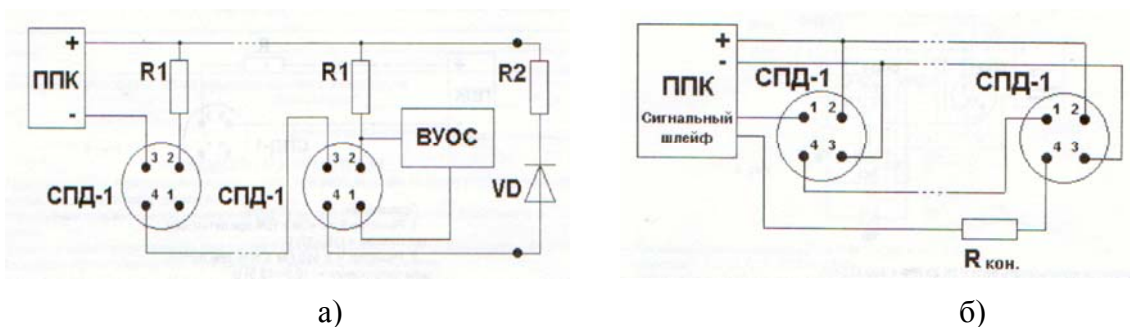 ППК
+
-
R1
R1
R2
3 2
4 1
СПД-1
3 2
4 1
СПД-1
ВУОС
VD
а)
ППК
Сигнальный
шлейф
+
-
СПД-1
1 2
4 3
СПД-1
1 2
4 3
R кон.
б)